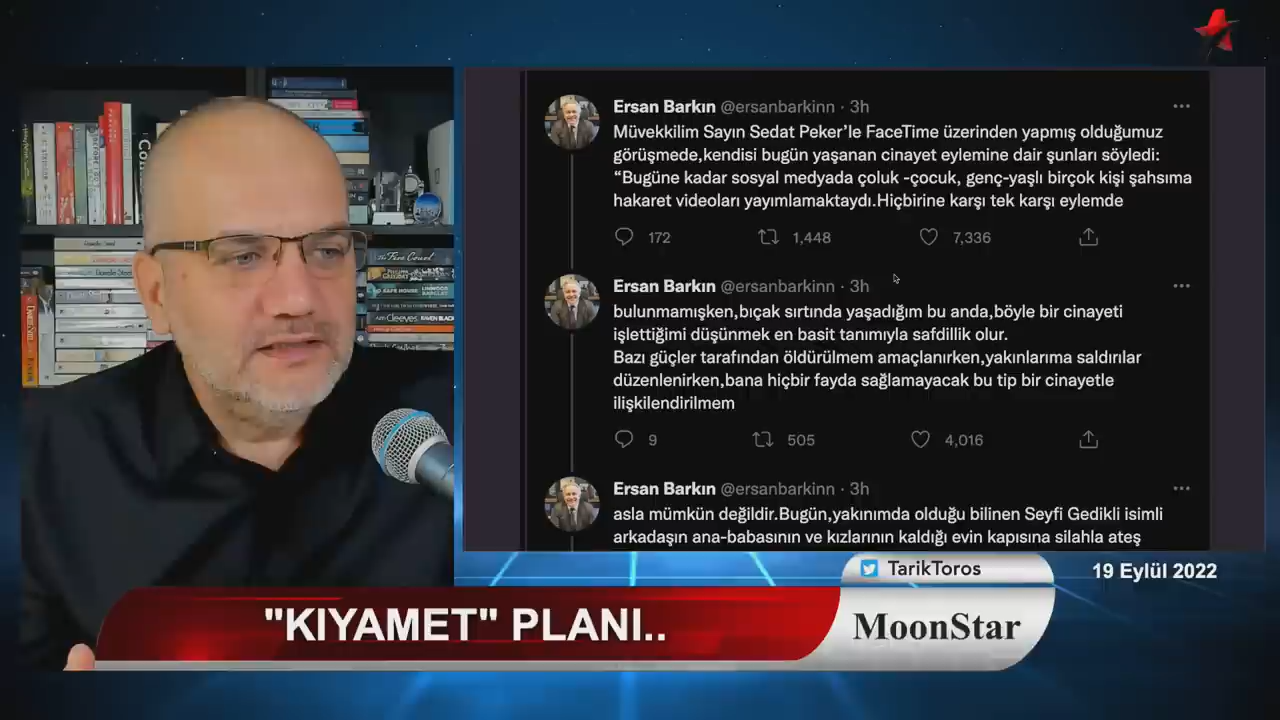 Ersan Barkın @ersanbarkinn · 3h
Müvekkilim Sayın Sedat Peker’le FaceTime üzerinden yapmış olduğumuz
görüşmede,kendisi bugün yaşanan cinayet eylemine dair şunları söyledi:
“Bugüne kadar sosyal medyada çoluk -çocuk, genç-yaşlı birçok kişi şahsıma
hakaret videoları yayımlamaktaydı.Hiçbirine karşı tek karşı eylemde
172 1,448 7,336
Ersan Barkın @ersanbarkinn · 3h
bulunmamışken,bıçak sırtında yaşadığım bu anda,böyle bir cinayeti
işlettiğimi düşünmek en basit tanımıyla safdillik olur.
Bazı güçler tarafından öldürülmem amaçlanırken,yakınlarıma saldırılar
düzenlenirken,bana hiçbir fayda sağlamayacak bu tip bir cinayetle
ilişkilendirilmem
9 505 4,016
Ersan Barkın @ersanbarkinn · 3h
asla mümkün değildir.Bugün,yakınımda olduğu bilinen Seyfi Gedikli isimli
arkadaşın ana-babasının ve kızlarının kaldığı evin kapısına silahla ateş
TarikToros
19 Eylül 2022
"KIYAMET" PLANI..
MoonStar